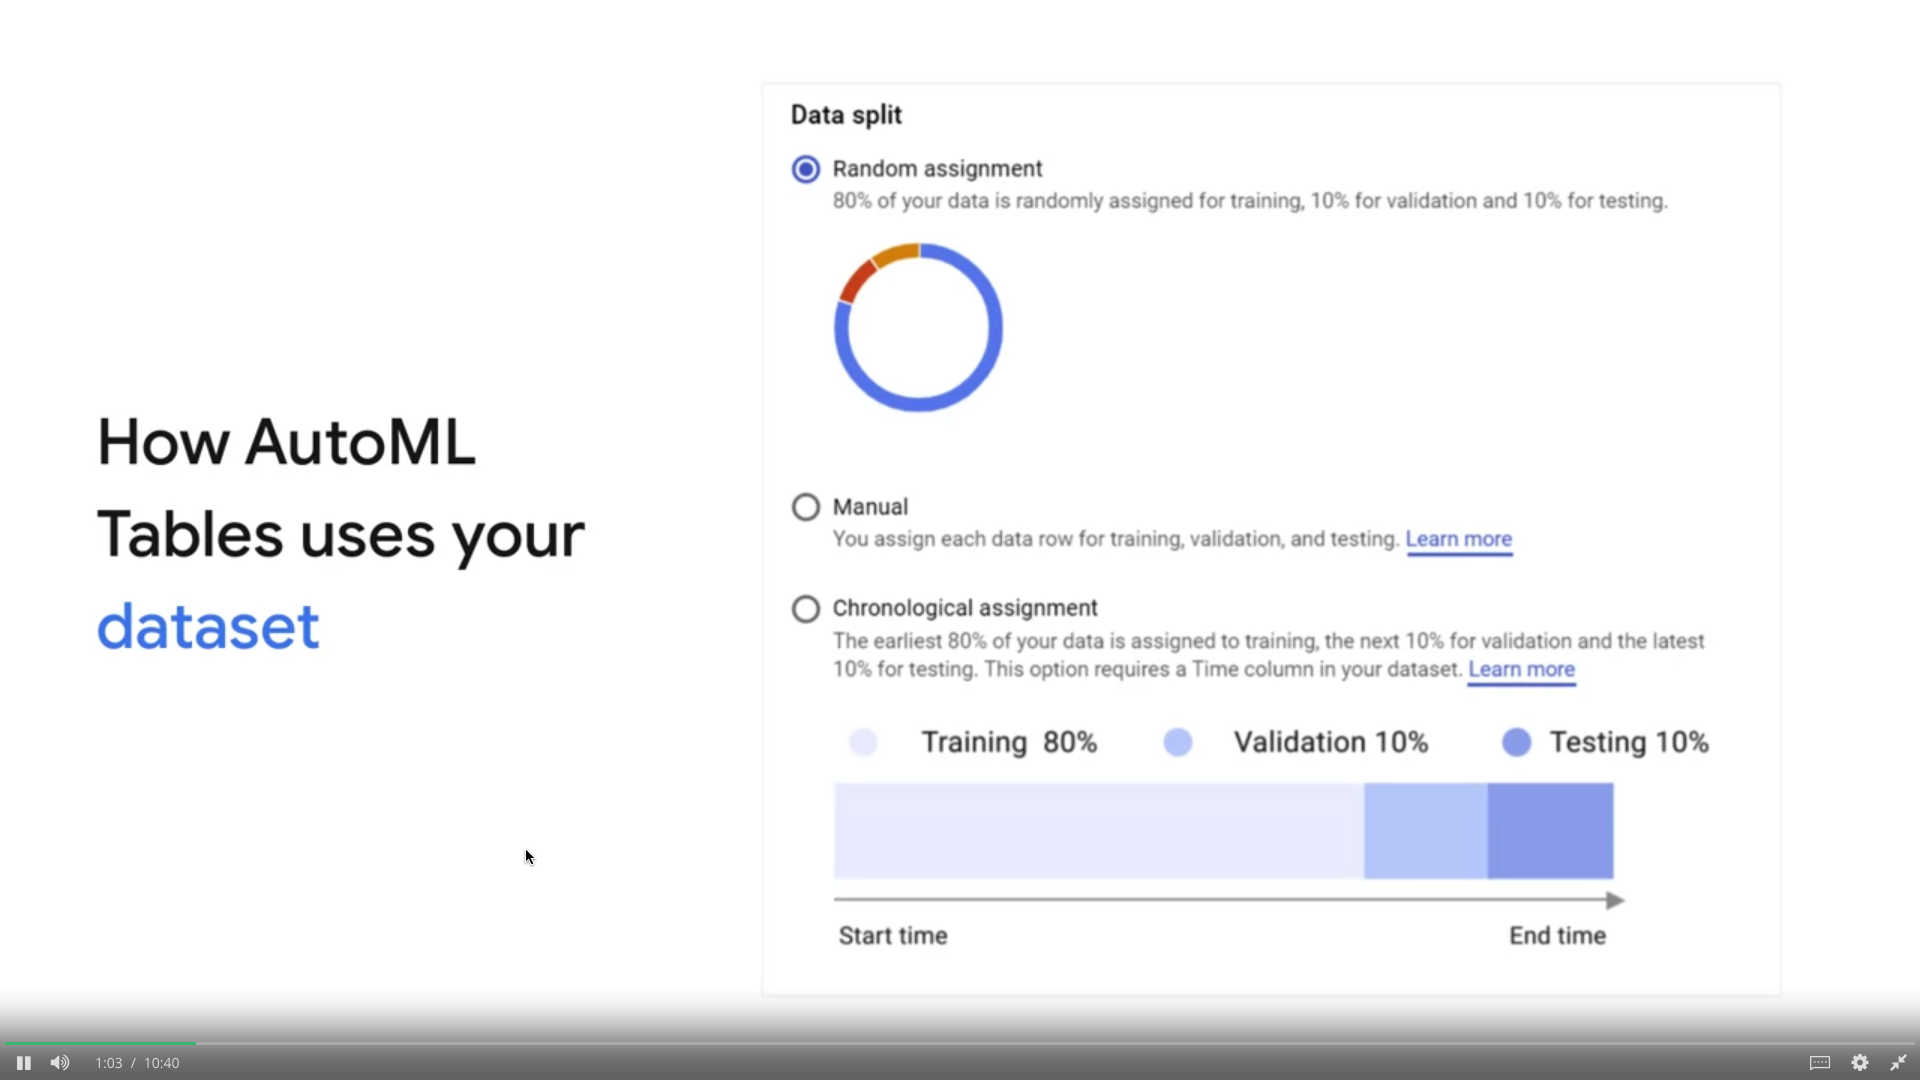 How AutoML
Tables uses your
dataset
Data split
Random assignment
80% of your data is randomly assigned for training, 10% for validation and 10% for testing.
Manual
You assign each data row for training, validation, and testing. Learn more
Chronological assignment
The earliest 80% of your data is assigned to training, the next 10% for validation and the latest
10% for testing. This option requires a Time column in your dataset. Learn more
Training 80% Validation 10% Testing 10%
Start time End time
1:03 / 10:40